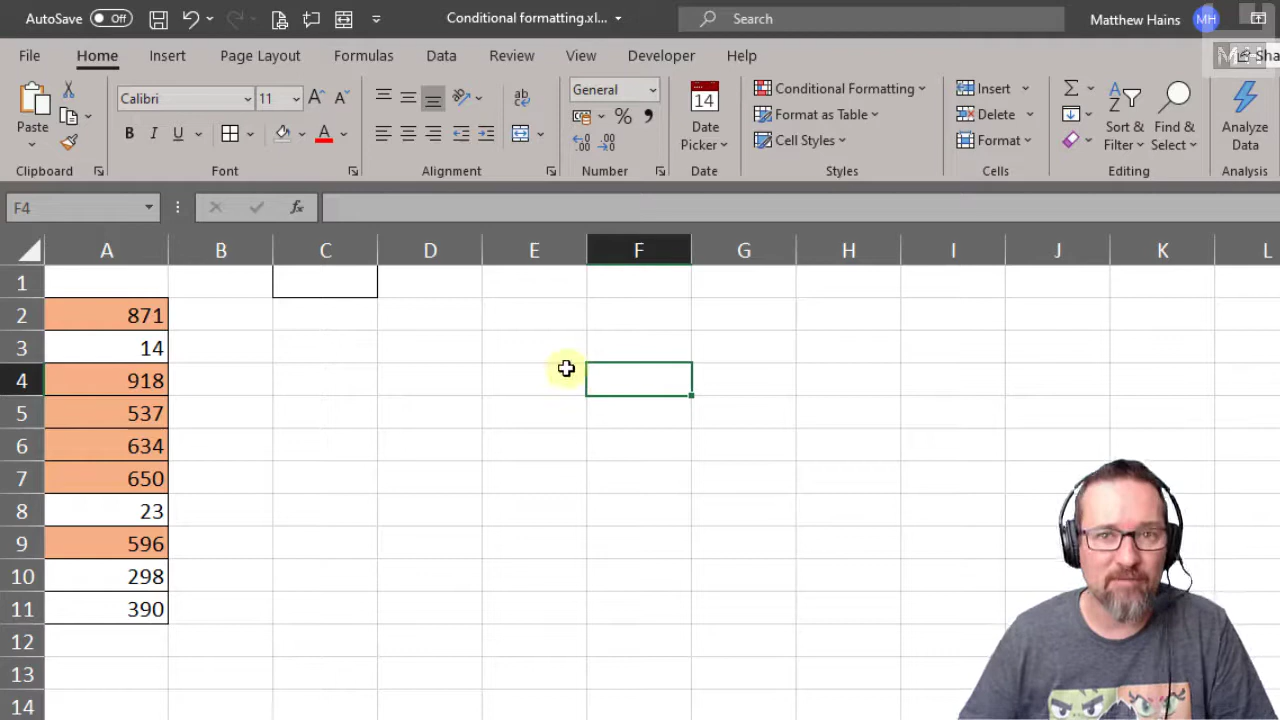 AutoSave Off Conditional formatting.xl... Search Matthew Hains MH
File Home Insert Draw Page Layout Formulas Data Review View Developer Help MH Sha
Calibri 11 General Conditional Formatting Insert
Paste B I U A ab % 14 Date Picker Format as Table Delete Sort & Filter Find & Select Analyze Data
Cell Styles Format
Clipboard Font Alignment Number Date Styles Cells Editing Analysis
F4 fx
A B C D E F G H I J K L
1
2 871
3 14
4 918
5 537
6 634
7 650
8 23
9 596
10 298
11 390
12
13
14